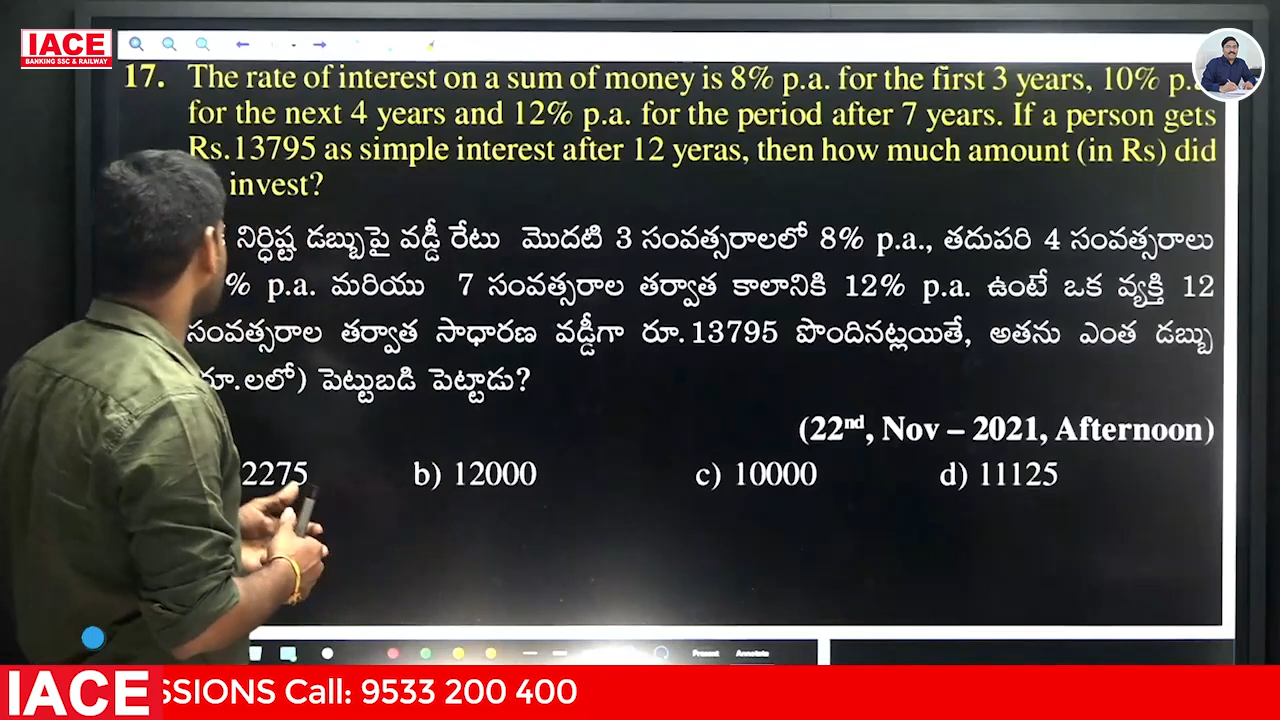 IACE
BANKING SSC & RAILWAY
17. The rate of interest on a sum of money is 8% p.a. for the first 3 years, 10%
for the next 4 years and 12% p.a. for the period after 7 years. If a person gets
Rs.13795 as simple interest after 12 yeras, then how much amount (in Rs) did
invest?
నిర్ధిష్ట డబ్బుపై వడ్డీ రేటు మొదటి 3 సంవత్సరాలలో 8% p.a., తదుపరి 4 సంవత్సరాలు
% p.a. మరియు 7 సంవత్సరాల తర్వాత కాలానికి 12% p.a. ఉంటే ఒక వ్యక్తి 12
సంవత్సరాల తర్వాత సాధారణ వడ్డీగా రూ.13795 పొందినట్లయితే, అతను ఎంత డబ్బు
రూ.లలో) పెట్టుబడి పెట్టాడు?
(22nd, Nov – 2021, Afternoon)
2275 b) 12000 c) 10000 d) 11125
Present Annotate
IACE SSIONS Call: 9533 200 400